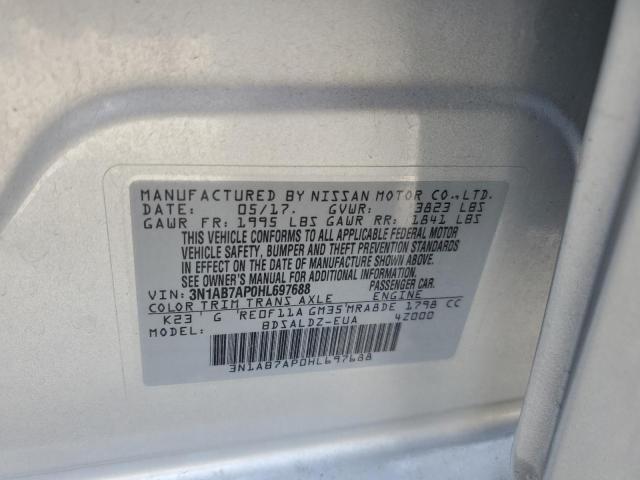 MANUFACTURED BY NISSAN MOTOR CO.,LTD.
DATE: 05/17. GVWR: 3823 LBS
GAWR FR: 1995 LBS GAWR RR: 1841 LBS
THIS VEHICLE CONFORMS TO ALL APPLICABLE FEDERAL MOTOR
VEHICLE SAFETY, BUMPER AND THEFT PREVENTION STANDARDS
IN EFFECT ON THE DATE OF MANUFACTURE SHOWN ABOVE.
SEE OWNER'S MANUAL FOR ADDITIONAL INFORMATION.
VIN: 3N1AB7AP0HL697688 PASSENGER CAR.
COLOR TRIM TRANS AXLE ENGINE
K23 G RE0F11A GM35 MRA8DE 1798 CC
MODEL: BDSALDZ-EUA 4Z000
3N1AB7AP0HL697688